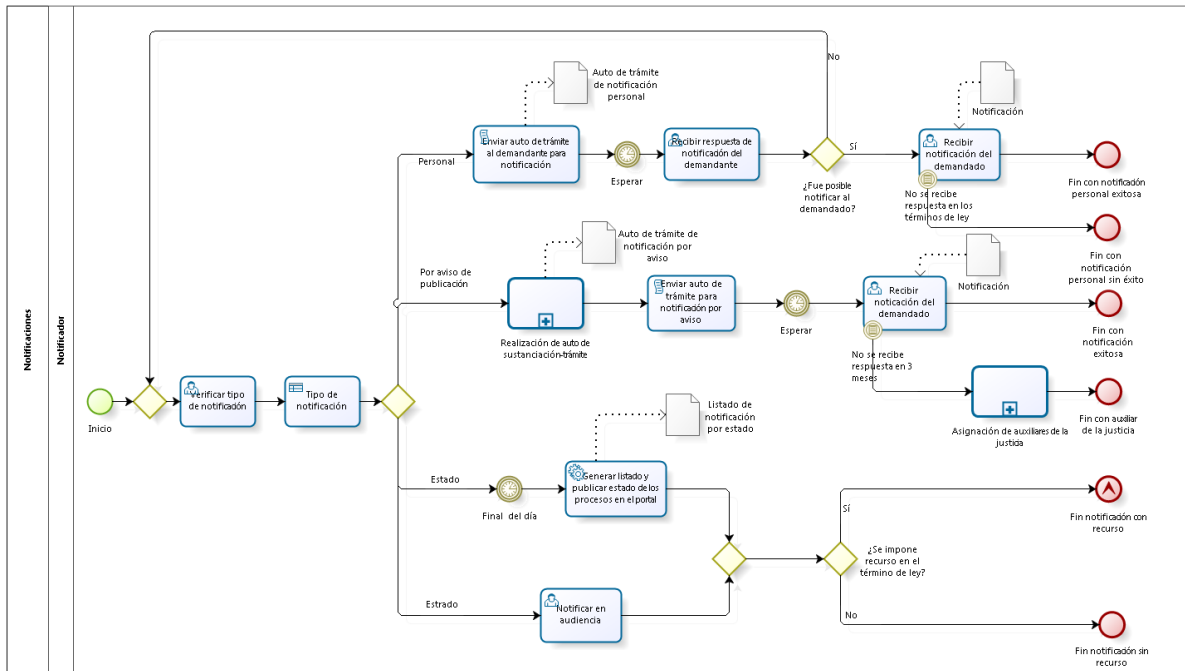 Notificaciones
Notificador
No
Auto de trámite
de notificación
personal
Notificación
Enviar auto de trámite
al demandante para
notificación
Recibir respuesta de
notificación del
demandante
Recibir
notificación del
demandado
Personal
Esperar
Sí
¿Fue posible
notificar al
demandado?
Fin con notificación
personal exitosa
No se recibe
respuesta en los
términos de ley
Fin con
notificación
personal sin éxito
Auto de trámite de
notificación por
aviso
Notificación
Por aviso de
publicación
Enviar auto de
trámite para
notificación por
aviso
Recibir
noticación del
demandado
Realización de auto de
sustanciación-trámite
Esperar
Fin con
notificación
exitosa
No se recibe
respuesta en 3
meses
Inicio
Verificar tipo
de notificación
Tipo de
notificación
Asignación de auxiliares de la
justicia
Fin con auxiliar
de la justicia
Listado de
notificación
por estado
Estado
Final del día
Generar listado y
publicar estado de los
procesos en el portal
Sí
Fin notificación con
recurso
¿Se impone
recurso en el
término de ley?
Estrado
Notificar en
audiencia
No
Fin notificación sin
recurso